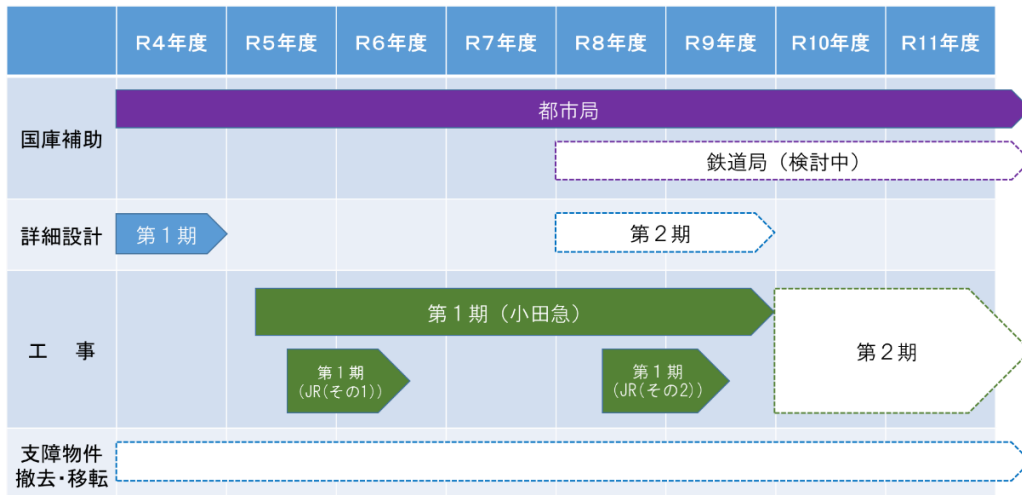 R4年度 R5年度 R6年度 R7年度 R8年度 R9年度 R10年度 R11年度
国庫補助
都市局
鉄道局（検討中）
詳細設計
第１期
第２期
工　事
第１期（小田急）
第１期
(JR(その1))
第１期
(JR(その2))
第２期
支障物件
撤去・移転